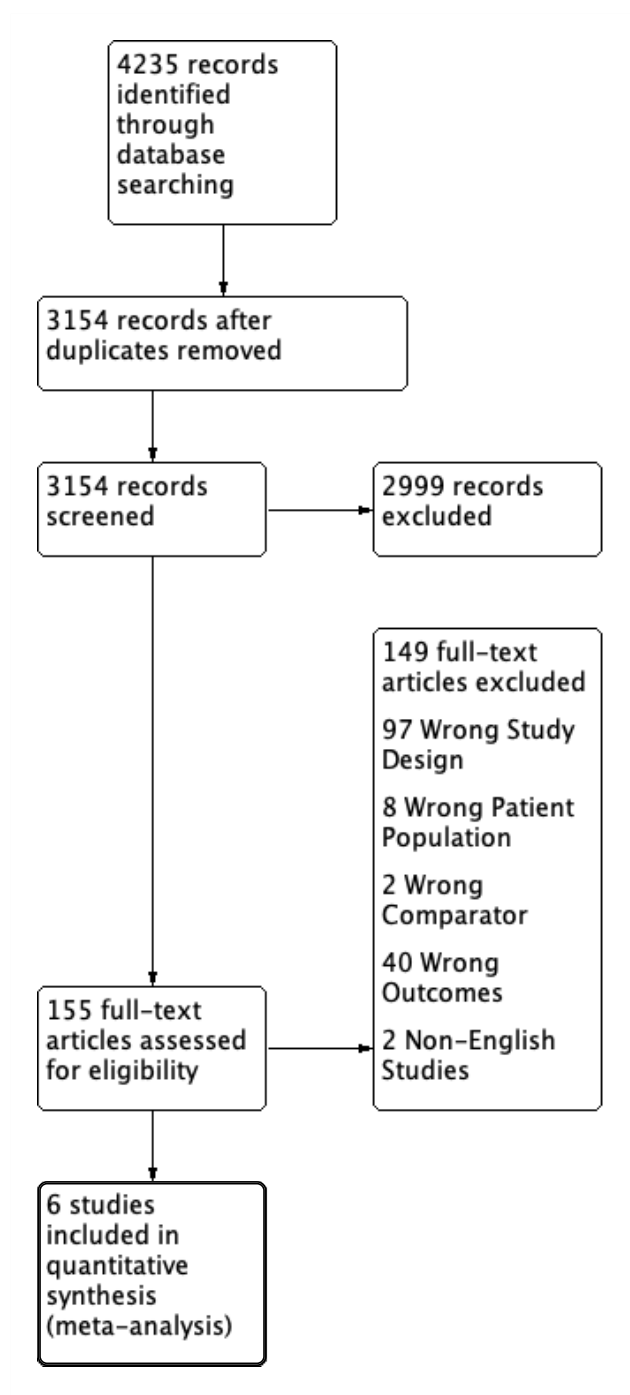 4235 records
identified
through
database
searching
3154 records after
duplicates removed
3154 records
screened
2999 records
excluded
149 full-text
articles excluded
97 Wrong Study
Design
8 Wrong Patient
Population
2 Wrong
Comparator
40 Wrong
Outcomes
2 Non-English
Studies
155 full-text
articles assessed
for eligibility
6 studies
included in
quantitative
synthesis
(meta-analysis)